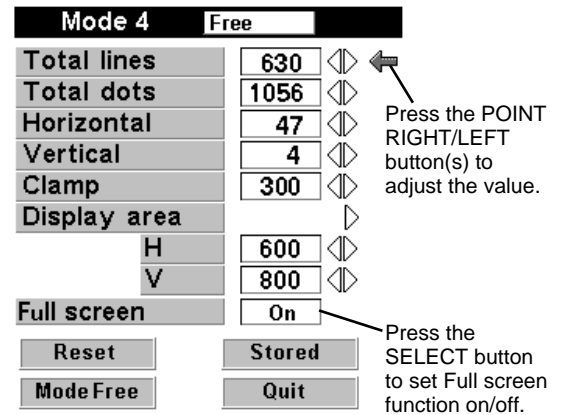 Mode 4 Free
Total lines 630
Total dots 1056
Horizontal 47
Vertical 4
Clamp 300
Display area
H 600
V 800
Full screen On
Reset Stored
Mode Free Quit
Press the POINT
RIGHT/LEFT
button(s) to
adjust the value.
Press the
SELECT button
to set Full screen
function on/off.